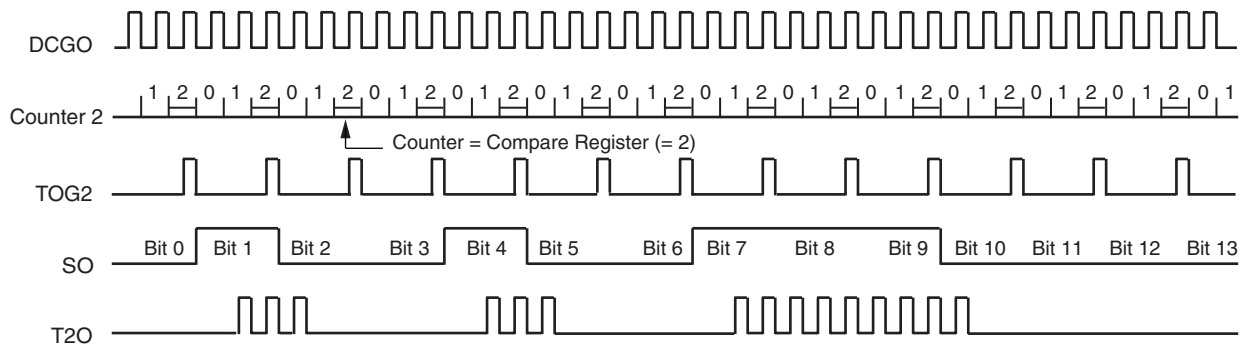 DCGO
1 2 0 1 2 0 1 2 0 1 2 0 1 2 0 1 2 0 1 2 0 1 2 0 1 2 0 1 2 0 1 2 0 1 2 0 1 2 0 1
Counter 2
Counter = Compare Register (= 2)
TOG2
Bit 0 Bit 1 Bit 2 Bit 3 Bit 4 Bit 5 Bit 6 Bit 7 Bit 8 Bit 9 Bit 10 Bit 11 Bit 12 Bit 13
SO
T2O